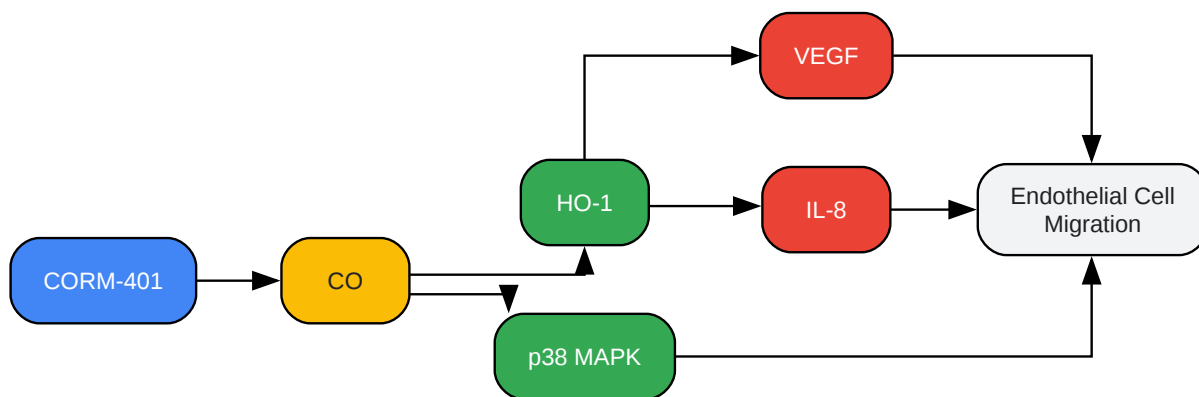 VEGF
HO-1
IL-8
Endothelial Cell
Migration
CORM-401
CO
p38 MAPK